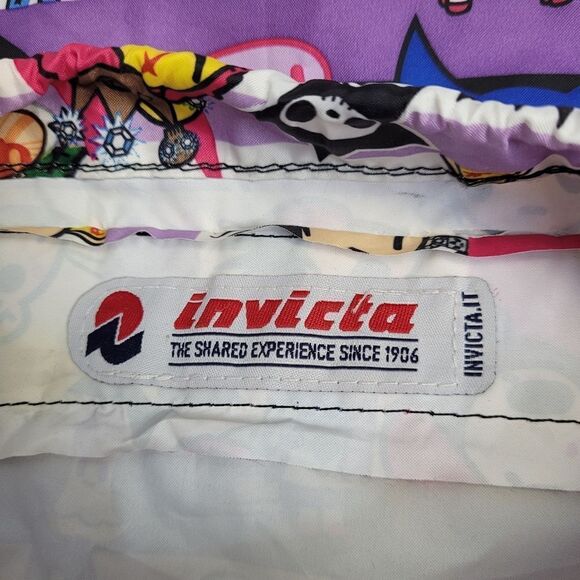 invicta
THE SHARED EXPERIENCE SINCE 1906
INVICTA.IT